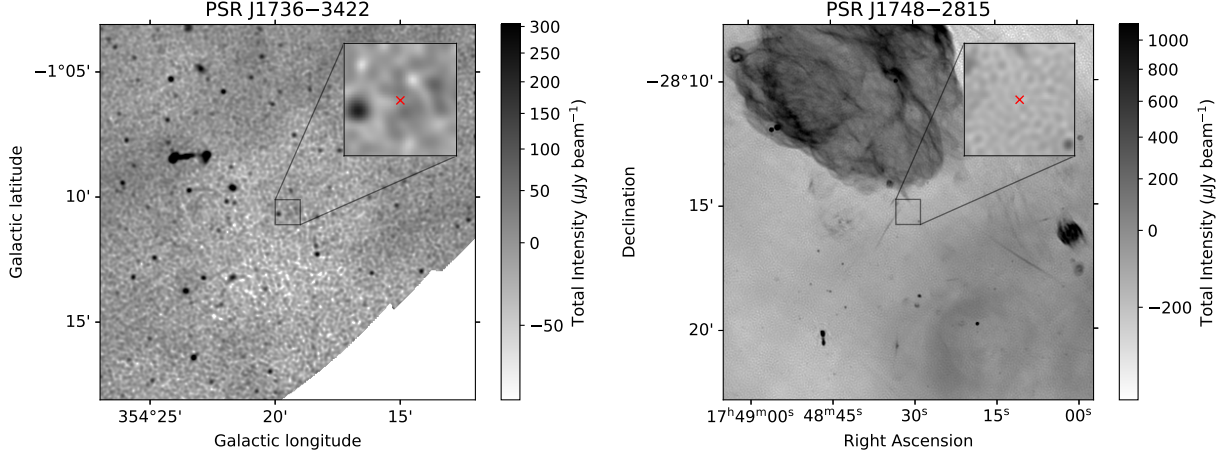 PSR J1736−3422
−1°05'
10'
15'
354°25'
20'
15'
Galactic longitude
Galactic latitude
300
250
200
150
100
50
0
−50
Total Intensity (μJy beam⁻¹)
PSR J1748−2815
−28°10'
15'
20'
17ʰ49ᵐ00ˢ
48ᵐ45ˢ
30ˢ
15ˢ
00ˢ
Right Ascension
Declination
1000
800
600
400
200
0
−200
Total Intensity (μJy beam⁻¹)